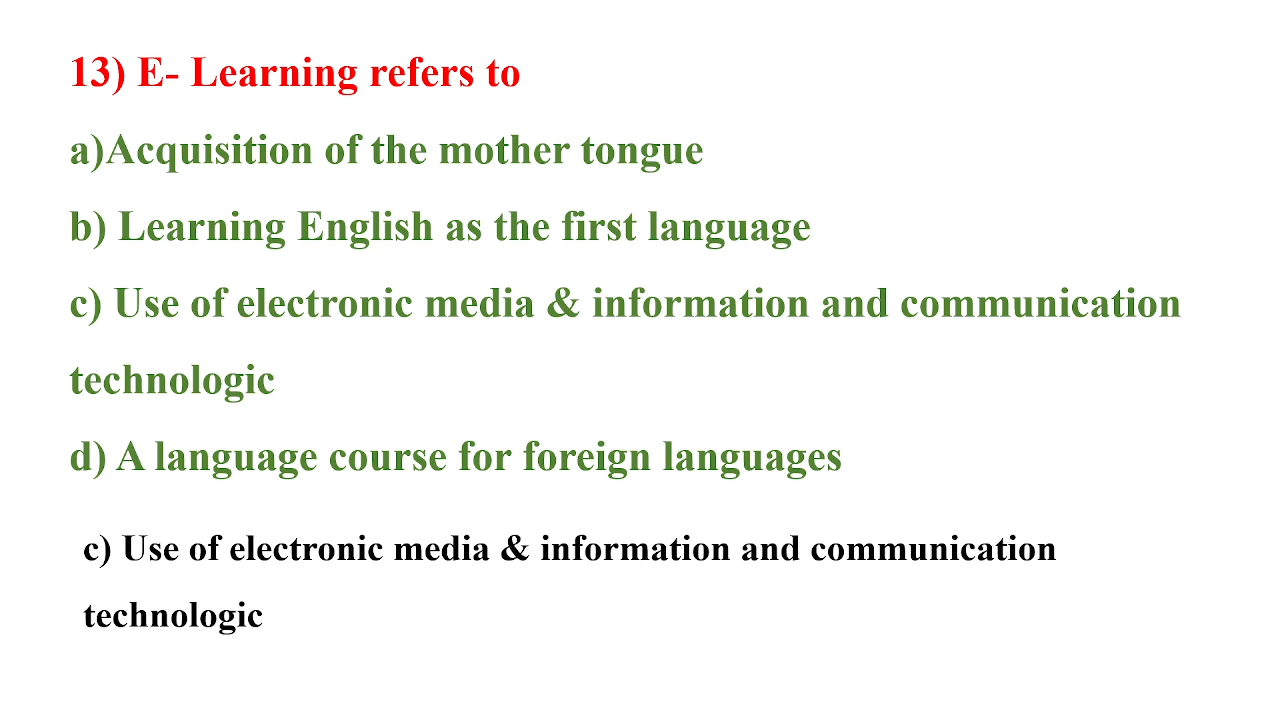 13) E- Learning refers to
a)Acquisition of the mother tongue
b) Learning English as the first language
c) Use of electronic media & information and communication
technologic
d) A language course for foreign languages
c) Use of electronic media & information and communication
technologic